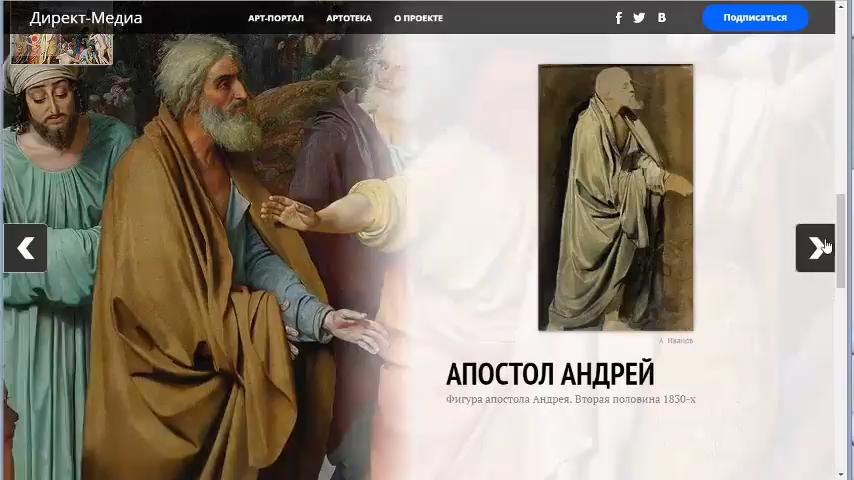 Директ-Медиа
АРТ-ПОРТАЛ АРТОТЕКА О ПРОЕКТЕ
Подписаться
А. Иванов
АПОСТОЛ АНДРЕЙ
Фигура апостола Андрея. Вторая половина 1830-х